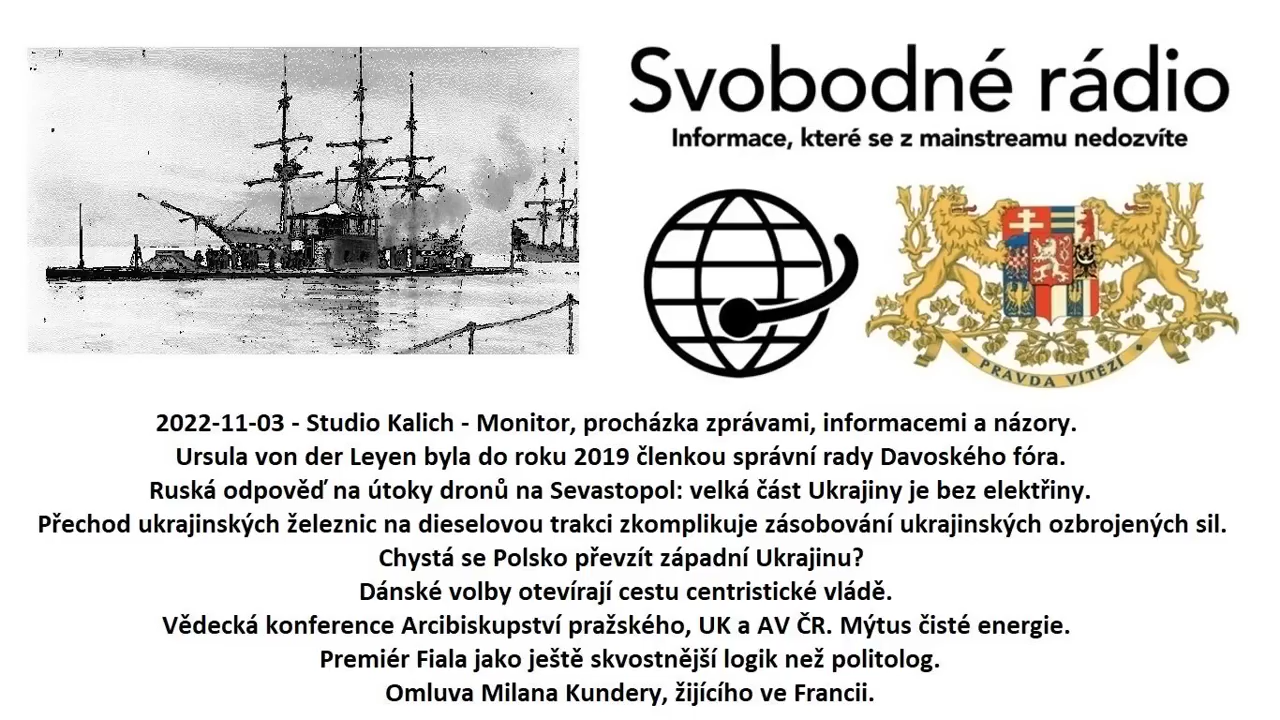 Svobodné rádio
Informace, které se z mainstreamu nedozvíte
PRAVDA VÍTĚZÍ
2022-11-03 - Studio Kalich - Monitor, procházka zprávami, informacemi a názory.
Ursula von der Leyen byla do roku 2019 členkou správní rady Davoského fóra.
Ruská odpověď na útoky dronů na Sevastopol: velká část Ukrajiny je bez elektřiny.
Přechod ukrajinských železnic na dieselovou trakci zkomplikuje zásobování ukrajinských ozbrojených sil.
Chystá se Polsko převzít západní Ukrajinu?
Dánské volby otevírají cestu centristické vládě.
Vědecká konference Arcibiskupství pražského, UK a AV ČR. Mýtus čisté energie.
Premiér Fiala jako ještě skvostnější logik než politolog.
Omluva Milana Kundery, žijícího ve Francii.